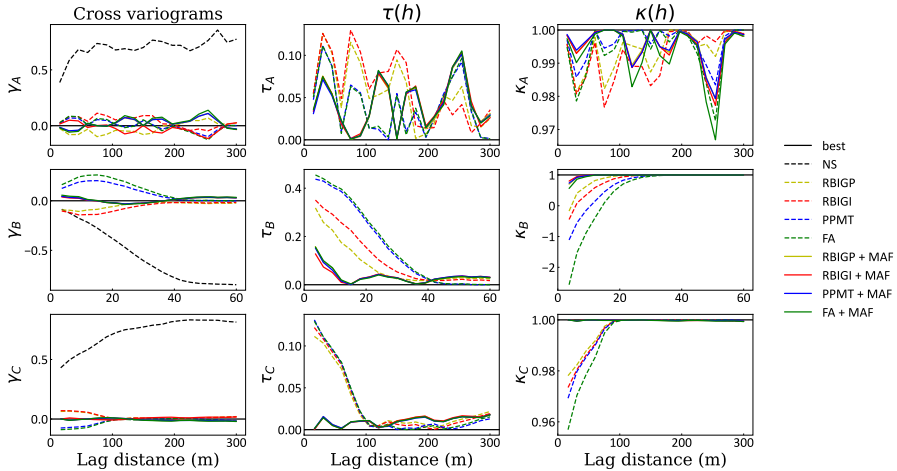 Cross variograms
τ(h)
κ(h)
γA
0.5
0.0
0 100 200 300
τA
0.10
0.05
0.00
0 100 200 300
κA
1.00
0.99
0.98
0.97
0 100 200 300
γB
0.0
−0.5
0 20 40 60
τB
0.4
0.2
0.0
0 20 40 60
κB
1
0
−1
−2
0 20 40 60
γC
0.5
0.0
0 100 200 300
Lag distance (m)
τC
0.10
0.05
0.00
0 100 200 300
Lag distance (m)
κC
1.00
0.98
0.96
0 100 200 300
Lag distance (m)
best
NS
RBIGP
RBIGI
PPMT
FA
RBIGP + MAF
RBIGI + MAF
PPMT + MAF
FA + MAF